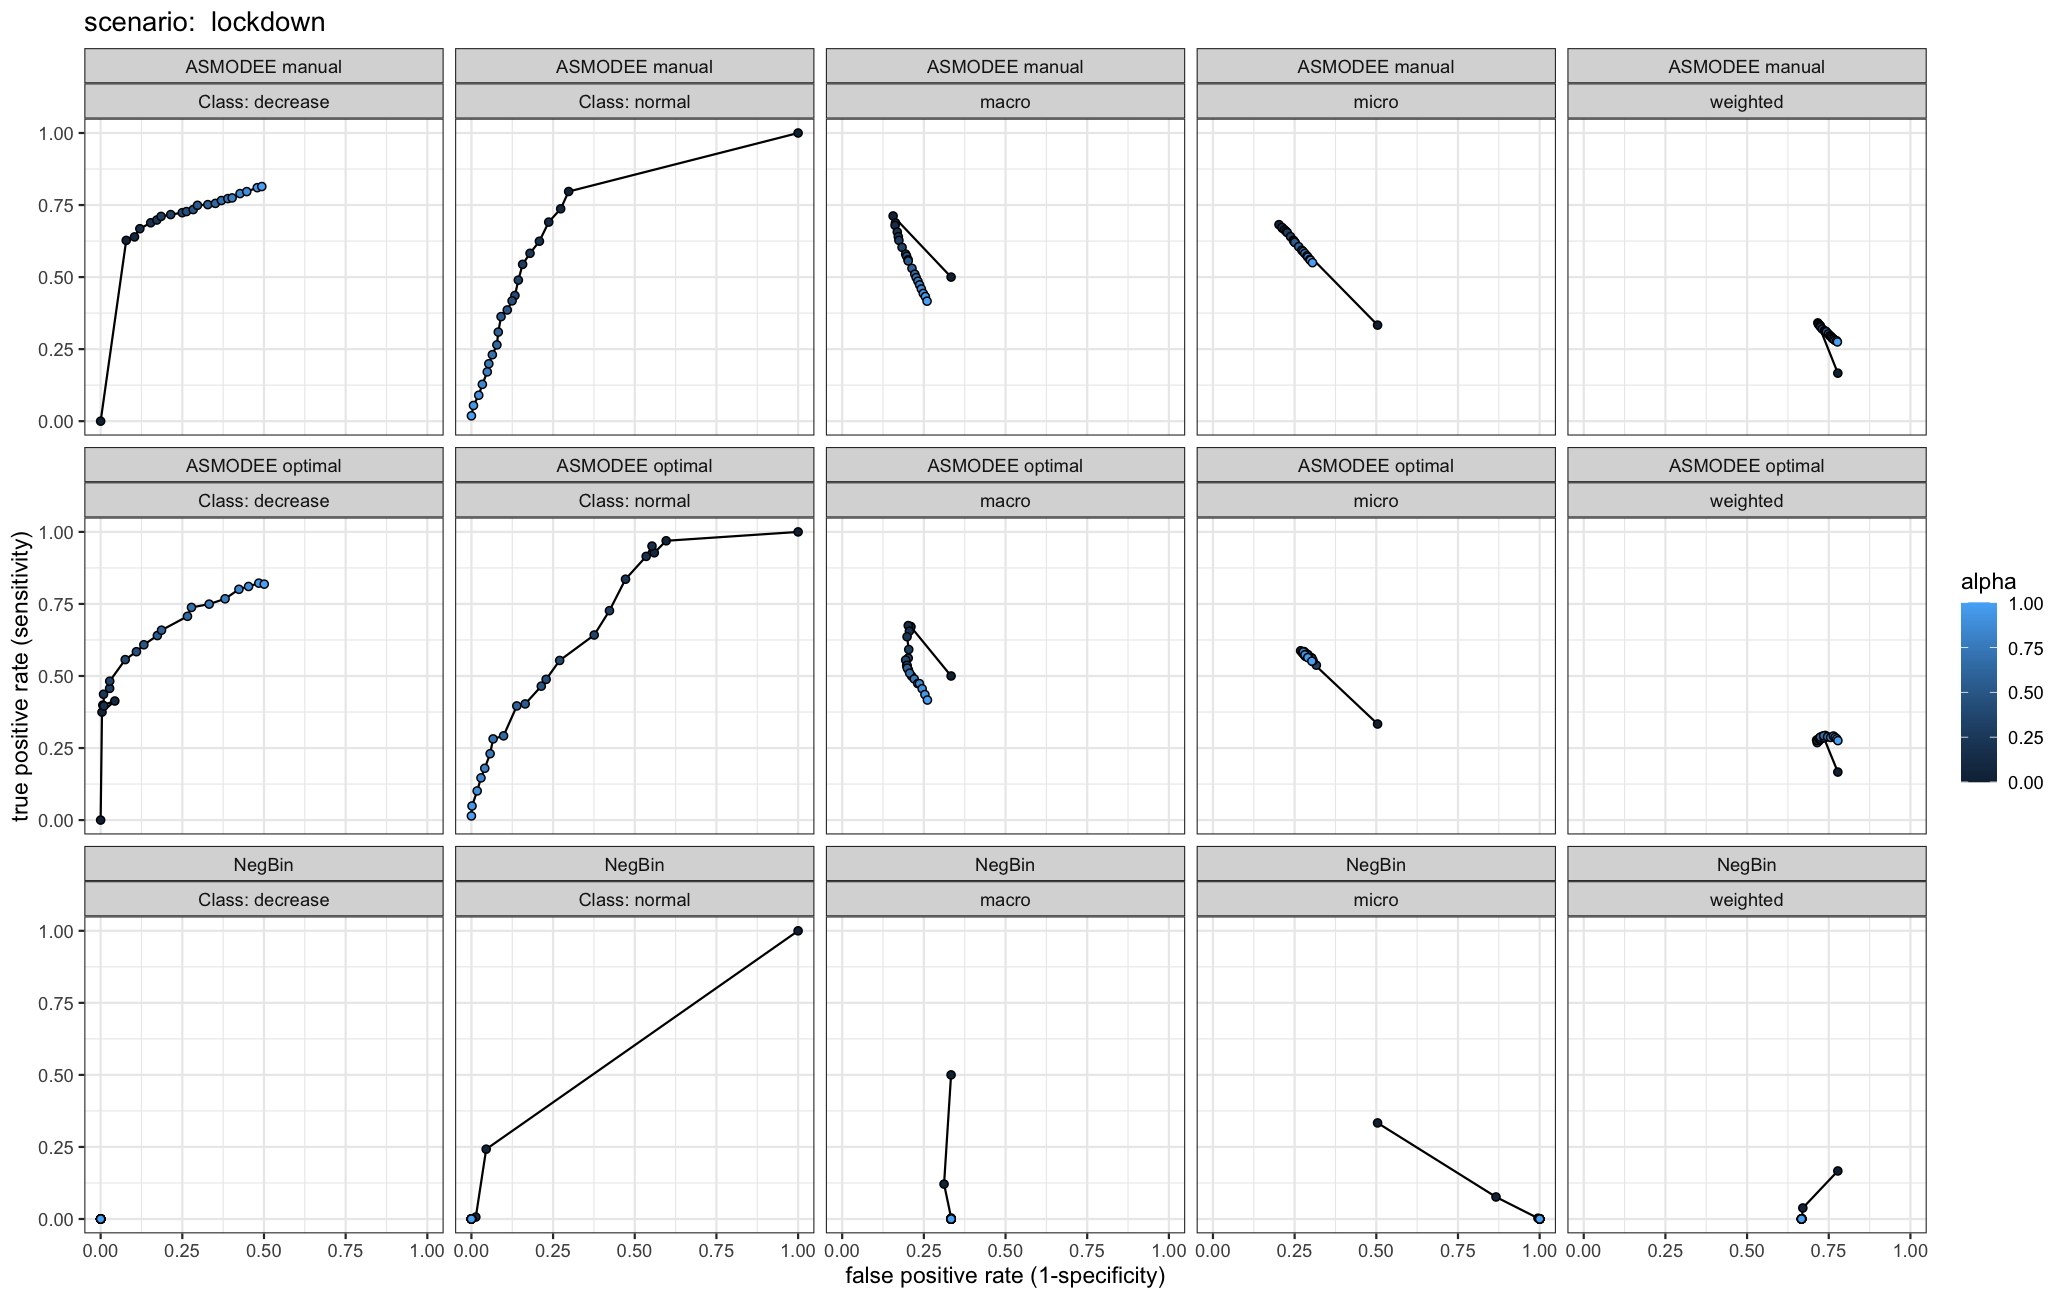 scenario:  lockdown
ASMODEE manual ASMODEE manual ASMODEE manual ASMODEE manual ASMODEE manual
Class: decrease Class: normal macro micro weighted
1.00
0.75
0.50
0.25
0.00
ASMODEE optimal ASMODEE optimal ASMODEE optimal ASMODEE optimal ASMODEE optimal
Class: decrease Class: normal macro micro weighted
1.00
0.75
0.50
0.25
0.00
NegBin NegBin NegBin NegBin NegBin
Class: decrease Class: normal macro micro weighted
1.00
0.75
0.50
0.25
0.00
0.00 0.25 0.50 0.75 1.00 0.00 0.25 0.50 0.75 1.00 0.00 0.25 0.50 0.75 1.00 0.00 0.25 0.50 0.75 1.00 0.00 0.25 0.50 0.75 1.00
false positive rate (1-specificity)
true positive rate (sensitivity)
alpha
1.00
0.75
0.50
0.25
0.00